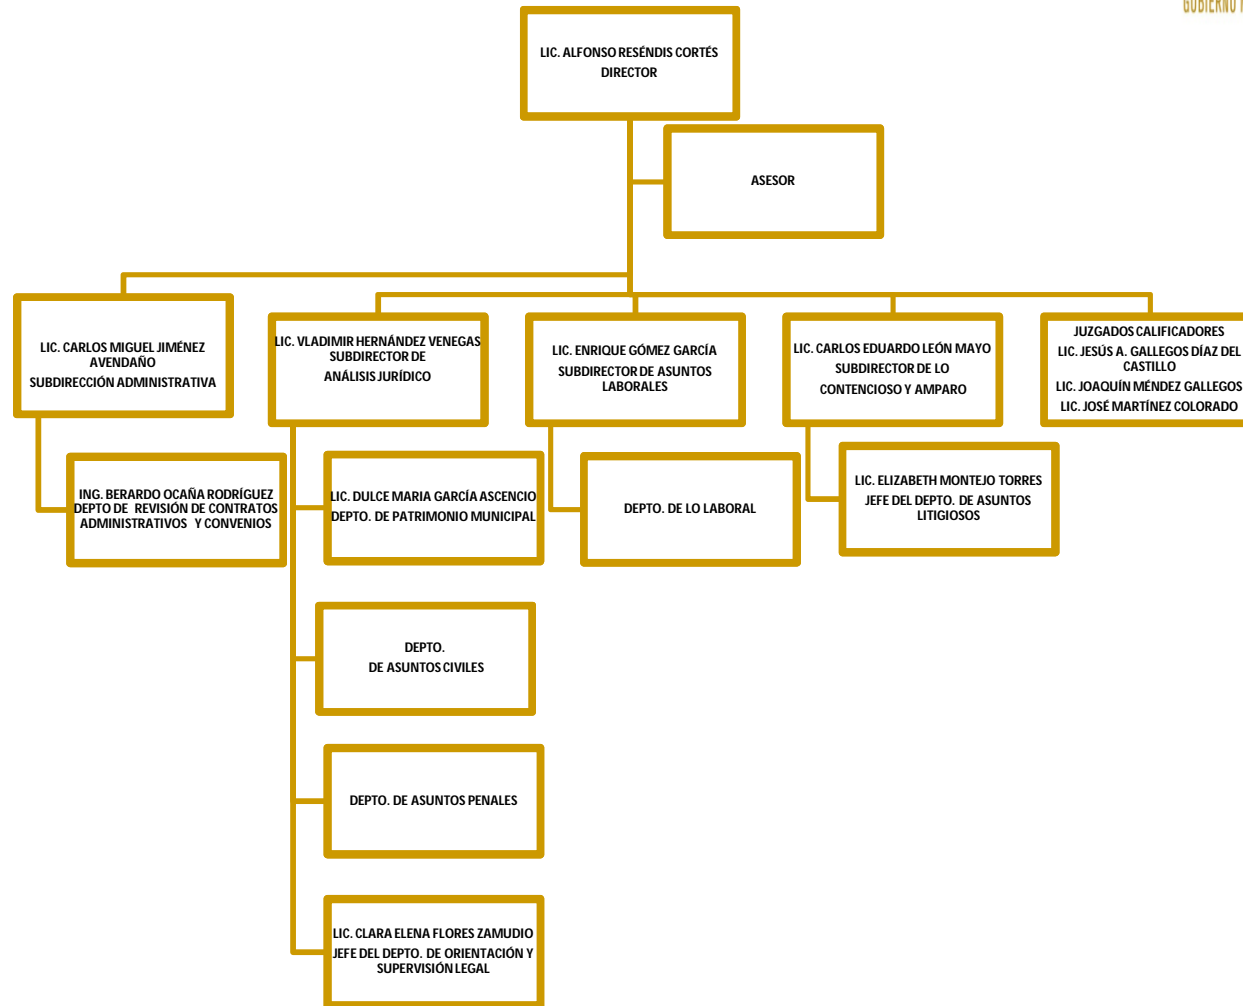 GOBIERNO
LIC. ALFONSO RESÉNDIS CORTÉS
DIRECTOR
ASESOR
LIC. CARLOS MIGUEL JIMÉNEZ
AVENDAÑO
SUBDIRECCIÓN ADMINISTRATIVA
LIC. VLADIMIR HERNÁNDEZ VENEGAS
SUBDIRECTOR DE
ANÁLISIS JURÍDICO
LIC. ENRIQUE GÓMEZ GARCÍA
SUBDIRECTOR DE ASUNTOS
LABORALES
LIC. CARLOS EDUARDO LEÓN MAYO
SUBDIRECTOR DE LO
CONTENCIOSO Y AMPARO
JUZGADOS CALIFICADORES
LIC. JESÚS A. GALLEGOS DÍAZ DEL
CASTILLO
LIC. JOAQUÍN MÉNDEZ GALLEGOS
LIC. JOSÉ MARTÍNEZ COLORADO
ING. BERARDO OCAÑA RODRÍGUEZ
DEPTO DE REVISIÓN DE CONTRATOS
ADMINISTRATIVOS Y CONVENIOS
LIC. DULCE MARIA GARCÍA ASCENCIO
DEPTO. DE PATRIMONIO MUNICIPAL
DEPTO. DE LO LABORAL
LIC. ELIZABETH MONTEJO TORRES
JEFE DEL DEPTO. DE ASUNTOS
LITIGIOSOS
DEPTO.
DE ASUNTOS CIVILES
DEPTO. DE ASUNTOS PENALES
LIC. CLARA ELENA FLORES ZAMUDIO
JEFE DEL DEPTO. DE ORIENTACIÓN Y
SUPERVISIÓN LEGAL